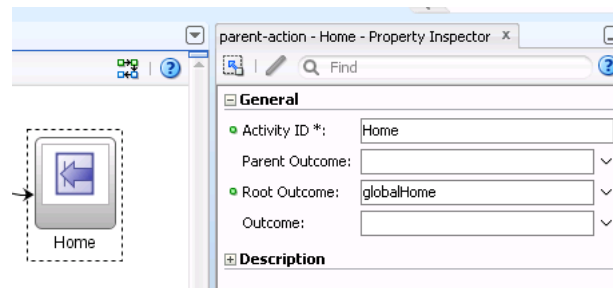 parent-action - Home - Property Inspector x
Find
General
Activity ID *: Home
Parent Outcome:
Root Outcome: globalHome
Outcome:
Description
Home